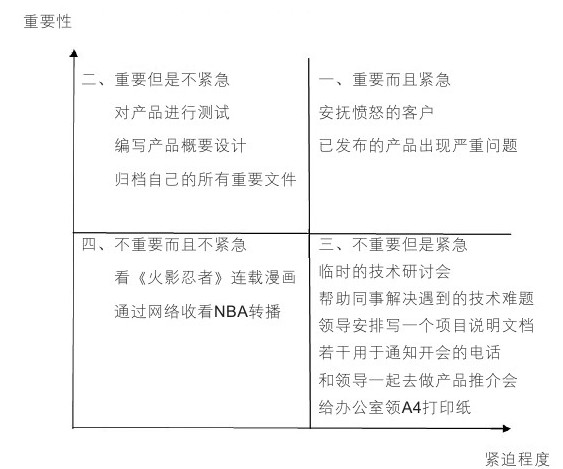 重要性
二、重要但是不紧急
对产品进行测试
编写产品概要设计
归档自己的所有重要文件
一、重要而且紧急
安抚愤怒的客户
已发布的产品出现严重问题
四、不重要而且不紧急
看《火影忍者》连载漫画
通过网络收看NBA转播
三、不重要但是紧急
临时的技术研讨会
帮助同事解决遇到的技术难题
领导安排写一个项目说明文档
若干用于通知开会的电话
和领导一起去做产品推介会
给办公室领A4打印纸
紧迫程度